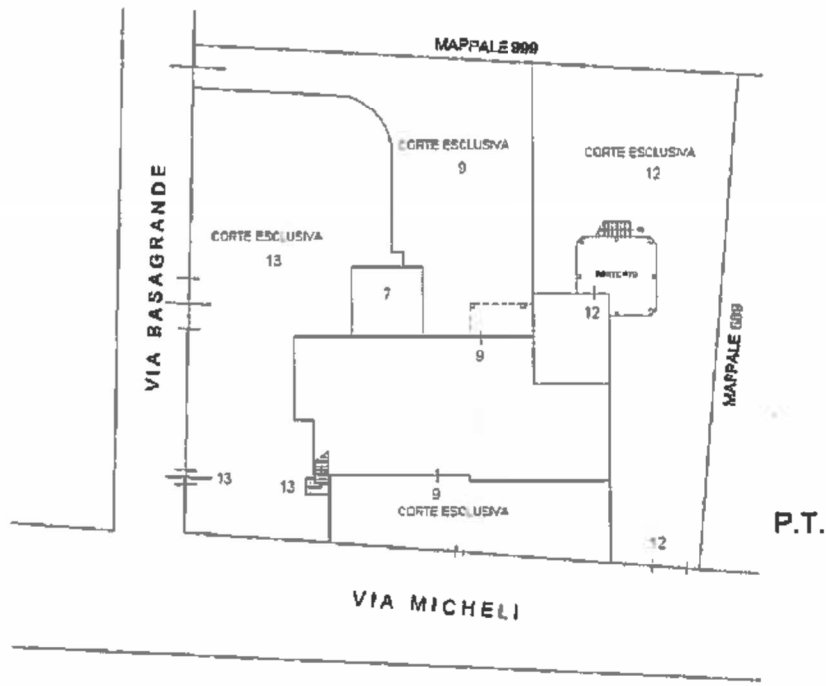 MAPPALE 999
CORTE ESCLUSIVA
9
CORTE ESCLUSIVA
12
VIA BASAGRANDE
CORTE ESCLUSIVA
13
7
12
9
MAPPALE 689
13
13
9
CORTE ESCLUSIVA
12
P.T.
VIA MICHELI